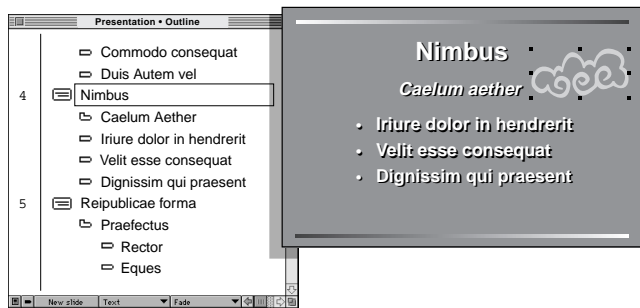 Presentation • Outline
Commodo consequat
Duis Autem vel
4 Nimbus
Caelum Aether
Iriure dolor in hendrerit
Velit esse consequat
Dignissim qui praesent
5 Reipublicae forma
Praefectus
Rector
Eques
New slide Text Fade
Nimbus
Caelum aether
• Iriure dolor in hendrerit
• Velit esse consequat
• Dignissim qui praesent